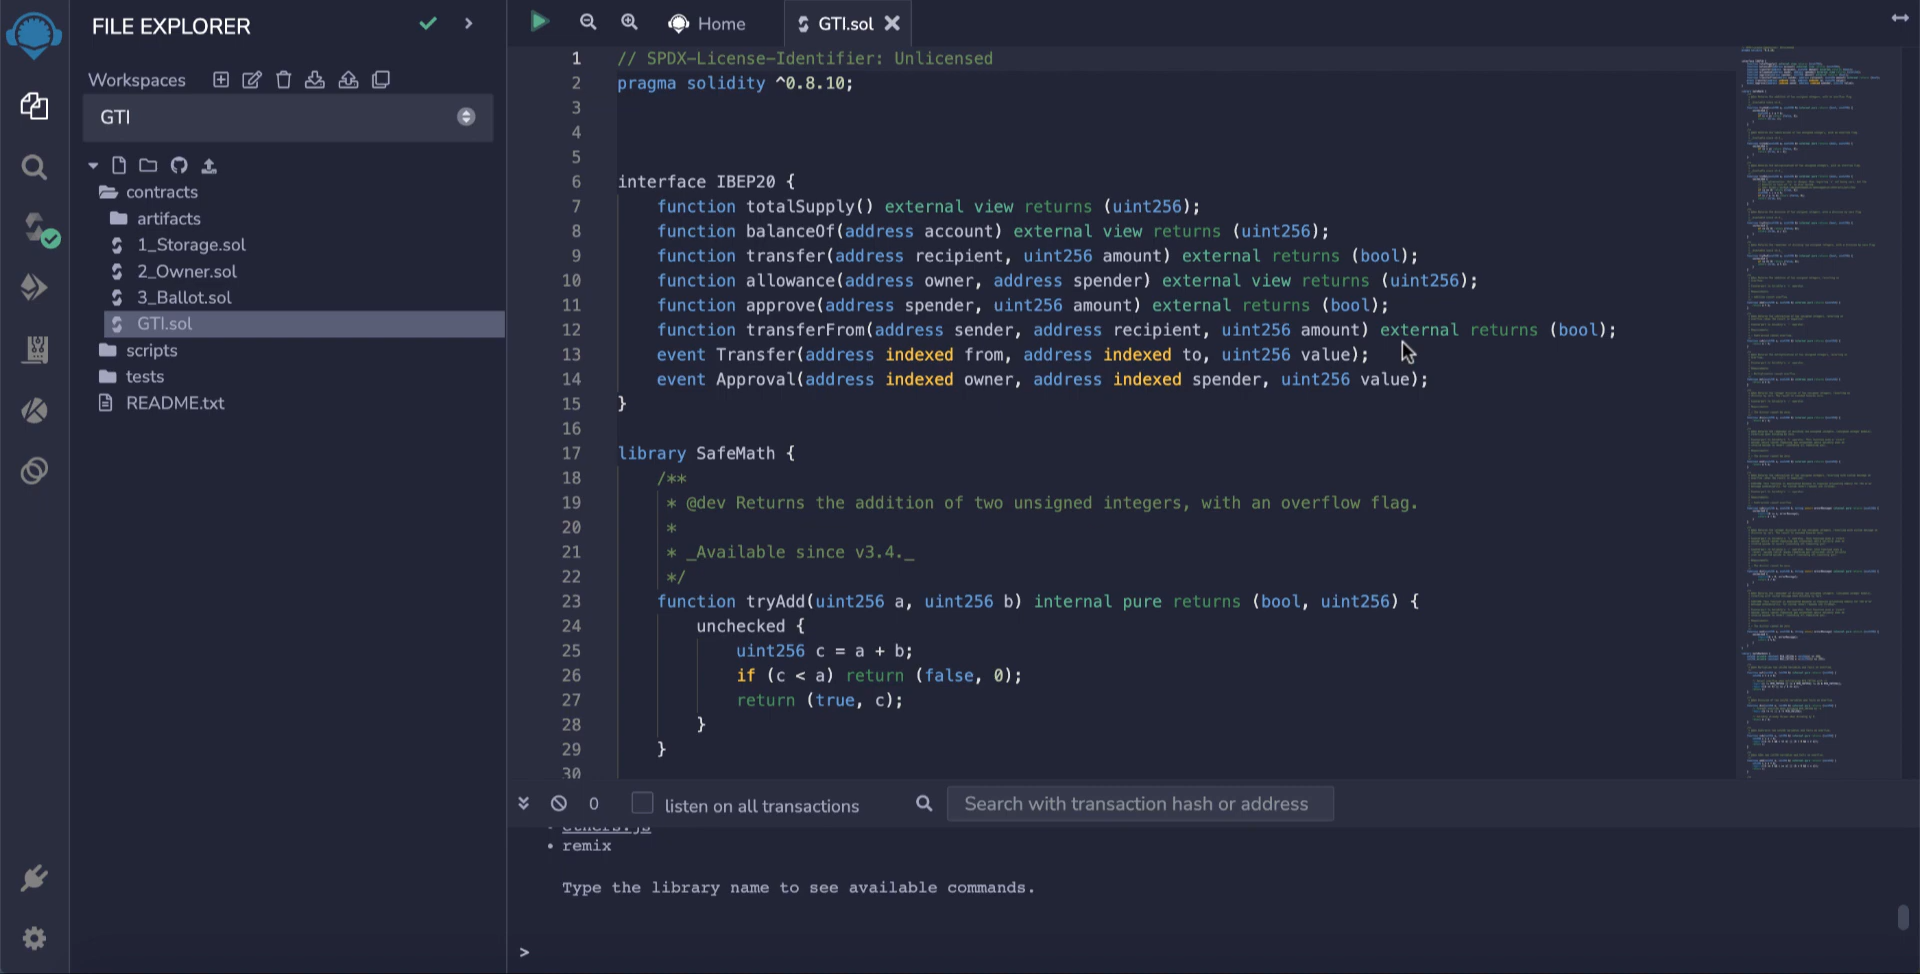 FILE EXPLORER
Workspaces
GTI
contracts
artifacts
1_Storage.sol
2_Owner.sol
3_Ballot.sol
GTI.sol
scripts
tests
README.txt
Home
GTI.sol
1 // SPDX-License-Identifier: Unlicensed
2 pragma solidity ^0.8.10;
3
4
5
6 interface IBEP20 {
7 function totalSupply() external view returns (uint256);
8 function balanceOf(address account) external view returns (uint256);
9 function transfer(address recipient, uint256 amount) external returns (bool);
10 function allowance(address owner, address spender) external view returns (uint256);
11 function approve(address spender, uint256 amount) external returns (bool);
12 function transferFrom(address sender, address recipient, uint256 amount) external returns (bool);
13 event Transfer(address indexed from, address indexed to, uint256 value);
14 event Approval(address indexed owner, address indexed spender, uint256 value);
15 }
16
17 library SafeMath {
18 /**
19 * @dev Returns the addition of two unsigned integers, with an overflow flag.
20 *
21 * _Available since v3.4._
22 */
23 function tryAdd(uint256 a, uint256 b) internal pure returns (bool, uint256) {
24 unchecked {
25 uint256 c = a + b;
26 if (c < a) return (false, 0);
27 return (true, c);
28 }
29 }
30
0 listen on all transactions Search with transaction hash or address
• ethers.js
• remix
Type the library name to see available commands.
>